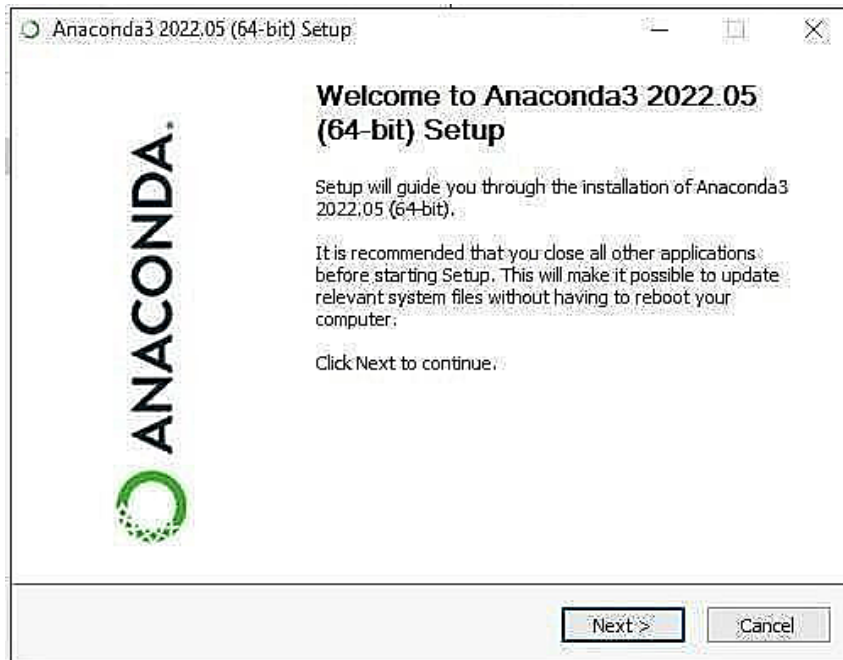 Anaconda3 2022.05 (64-bit) Setup
Welcome to Anaconda3 2022.05
(64-bit) Setup
Setup will guide you through the installation of Anaconda3
2022.05 (64-bit).
It is recommended that you close all other applications
before starting Setup. This will make it possible to update
relevant system files without having to reboot your
computer.
Click Next to continue.
ANACONDA.
Next >
Cancel